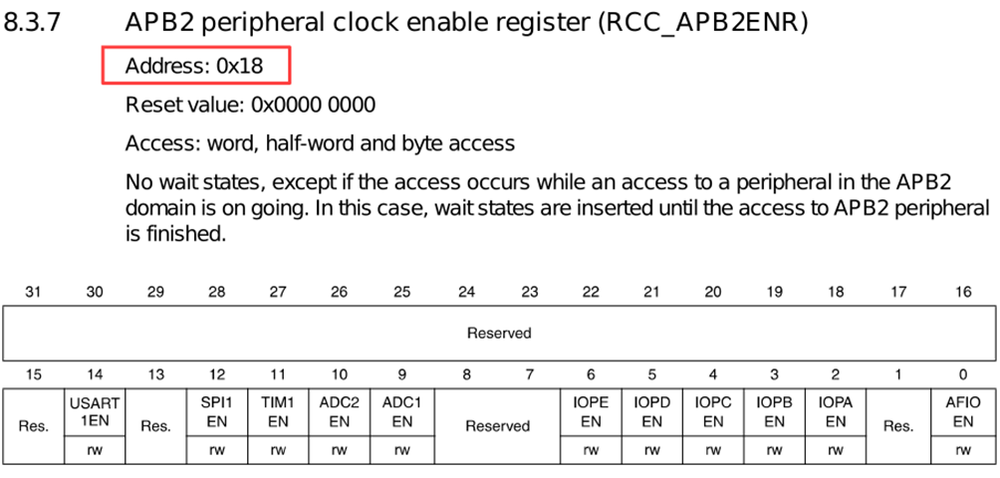 8.3.7 APB2 peripheral clock enable register (RCC_APB2ENR)
Address: 0x18
Reset value: 0x0000 0000
Access: word, half-word and byte access
No wait states, except if the access occurs while an access to a peripheral in the APB2
domain is on going. In this case, wait states are inserted until the access to APB2 peripheral
is finished.
31 30 29 28 27 26 25 24 23 22 21 20 19 18 17 16
Reserved
15 14 13 12 11 10 9 8 7 6 5 4 3 2 1 0
Res. USART 1EN Res. SPI1 EN TIM1 EN ADC2 EN ADC1 EN Reserved IOPE EN IOPD EN IOPC EN IOPB EN IOPA EN Res. AFIO EN
rw rw rw rw rw rw rw rw rw rw rw